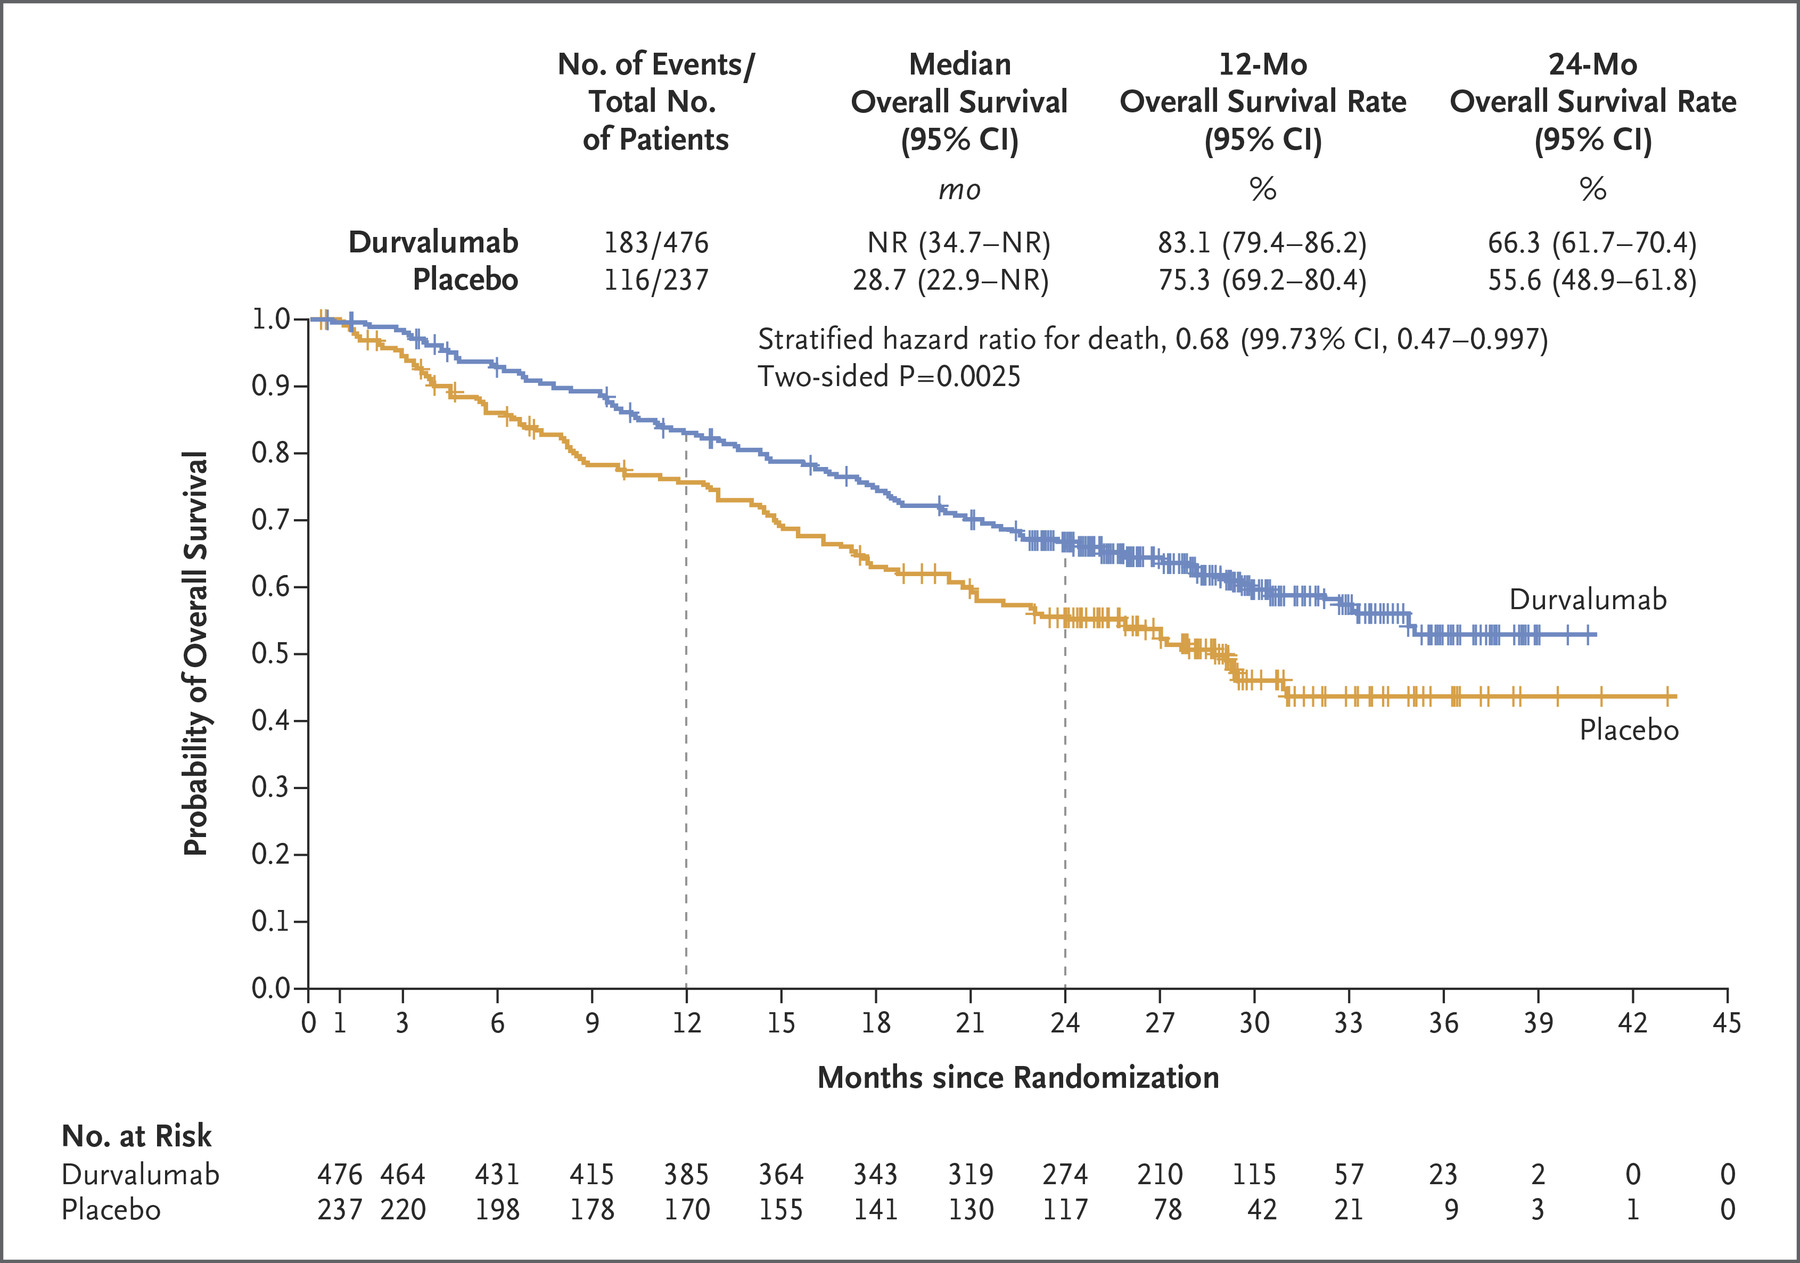 No. of Events/ Median 12-Mo 24-Mo
Total No. Overall Survival Overall Survival Rate Overall Survival Rate
of Patients (95% CI) (95% CI) (95% CI)
mo % %
Durvalumab 183/476 NR (34.7–NR) 83.1 (79.4–86.2) 66.3 (61.7–70.4)
Placebo 116/237 28.7 (22.9–NR) 75.3 (69.2–80.4) 55.6 (48.9–61.8)
Stratified hazard ratio for death, 0.68 (99.73% CI, 0.47–0.997)
Two-sided P=0.0025
Probability of Overall Survival
1.0
0.9
0.8
0.7
0.6
0.5
0.4
0.3
0.2
0.1
0.0
Durvalumab
Placebo
0 1 3 6 9 12 15 18 21 24 27 30 33 36 39 42 45
Months since Randomization
No. at Risk
Durvalumab 476 464 431 415 385 364 343 319 274 210 115 57 23 2 0 0
Placebo 237 220 198 178 170 155 141 130 117 78 42 21 9 3 1 0